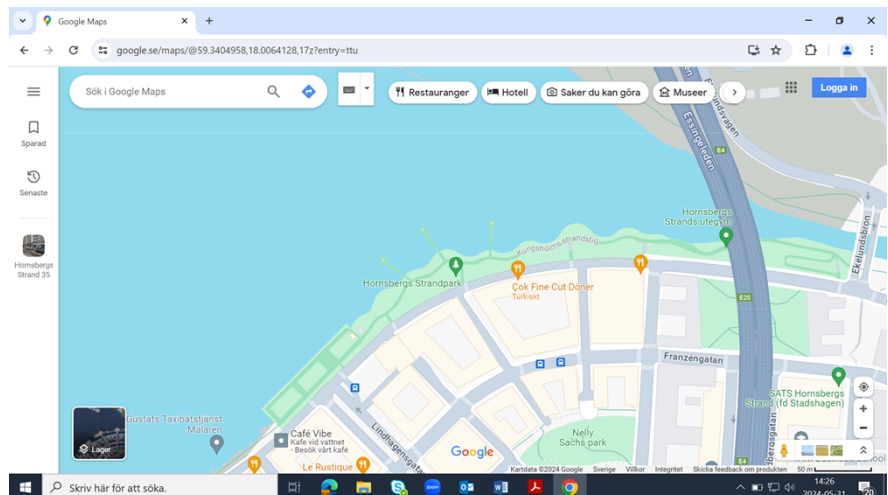 Google Maps
google.se/maps/@59.3404958,18.0064128,17z?entry=ttu
Sök i Google Maps
Restauranger
Hotell
Saker du kan göra
Museer
Logga in
Sparad
Senaste
Hornsbergs
Strand 35
Essingeleden
E4
Ekelundsvägen
Hornsbergs
Strands utegym
Ekelundsbron
Kungsholms strandstig
Hornsbergs Strandpark
Çok Fine Cut Döner
Turkiskt
E20
Franzéngatan
SATS Hornsbergs
Strand (fd Stadshagen)
Gustafs Taxibåtstjänst
Mälaren
Lager
Café Vibe
Kafé vid vattnet
- Besök vårt kafé
Le Rustique
Lindhagensgatan
Nelly
Sachs park
E4
Google
Kartdata ©2024 Google
Sverige
Villkor
Integritet
Skicka feedback om produkten
50 m
Skriv här för att söka.
14:26
2024-05-31
20